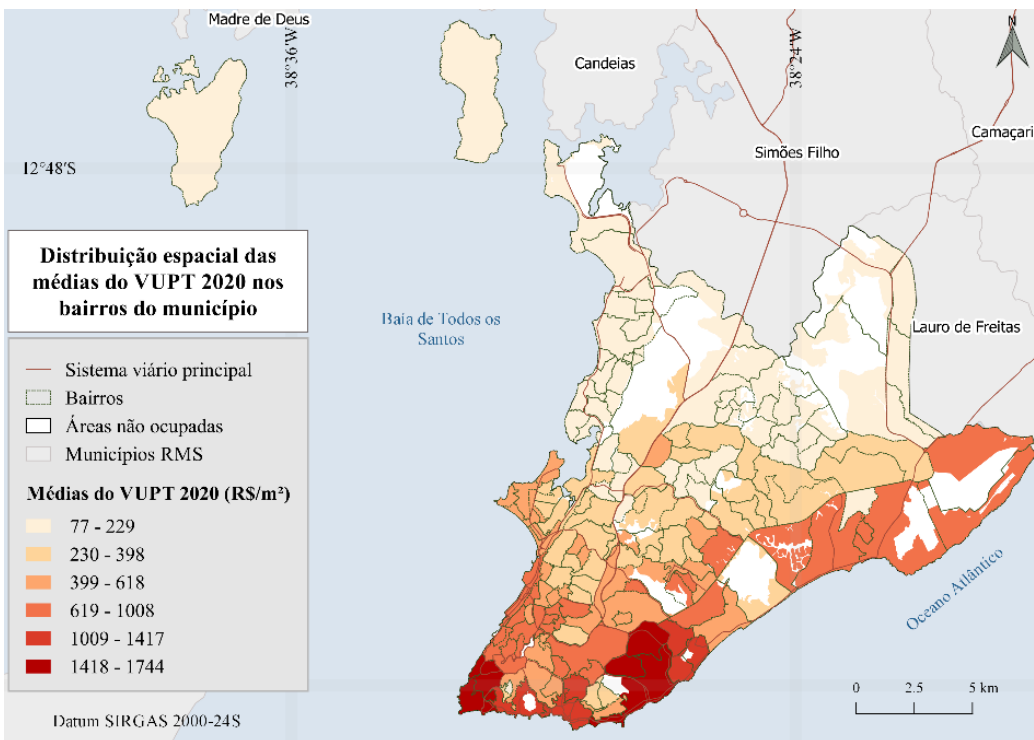 Madre de Deus
38°36'W
Candeias
38°24'W
N
Camaçari
Simões Filho
12°48'S
Distribuição espacial das
médias do VUPT 2020 nos
bairros do município
Baía de Todos os
Santos
Lauro de Freitas
Sistema viário principal
Bairros
Áreas não ocupadas
Municípios RMS
Médias do VUPT 2020 (R$/m²)
77 - 229
230 - 398
399 - 618
619 - 1008
1009 - 1417
1418 - 1744
Oceano Atlântico
0 2.5 5 km
Datum SIRGAS 2000-24S